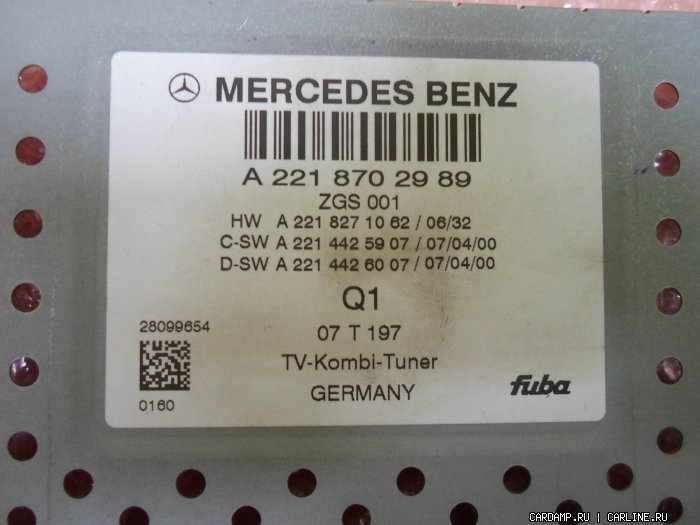 MERCEDES BENZ
A 221 870 29 89
ZGS 001
HW A 221 827 10 62 / 06/32
C-SW A 221 442 59 07 / 07/04/00
D-SW A 221 442 60 07 / 07/04/00
Q1
28099654
07 T 197
TV-Kombi-Tuner
0160
GERMANY
fuba
CARDAMP.RU | CARLINE.RU